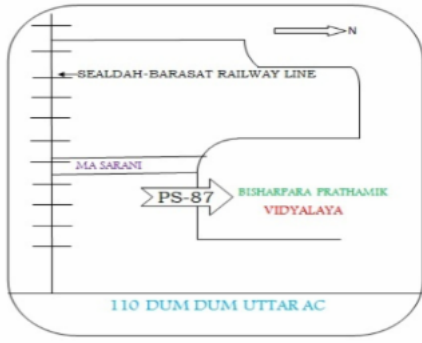 N
SEALDAH-BARASAT RAILWAY LINE
MA SARANI
PS-87
BISHARPARA PRATHAMIK
VIDYALAYA
110 DUM DUM UTTAR AC